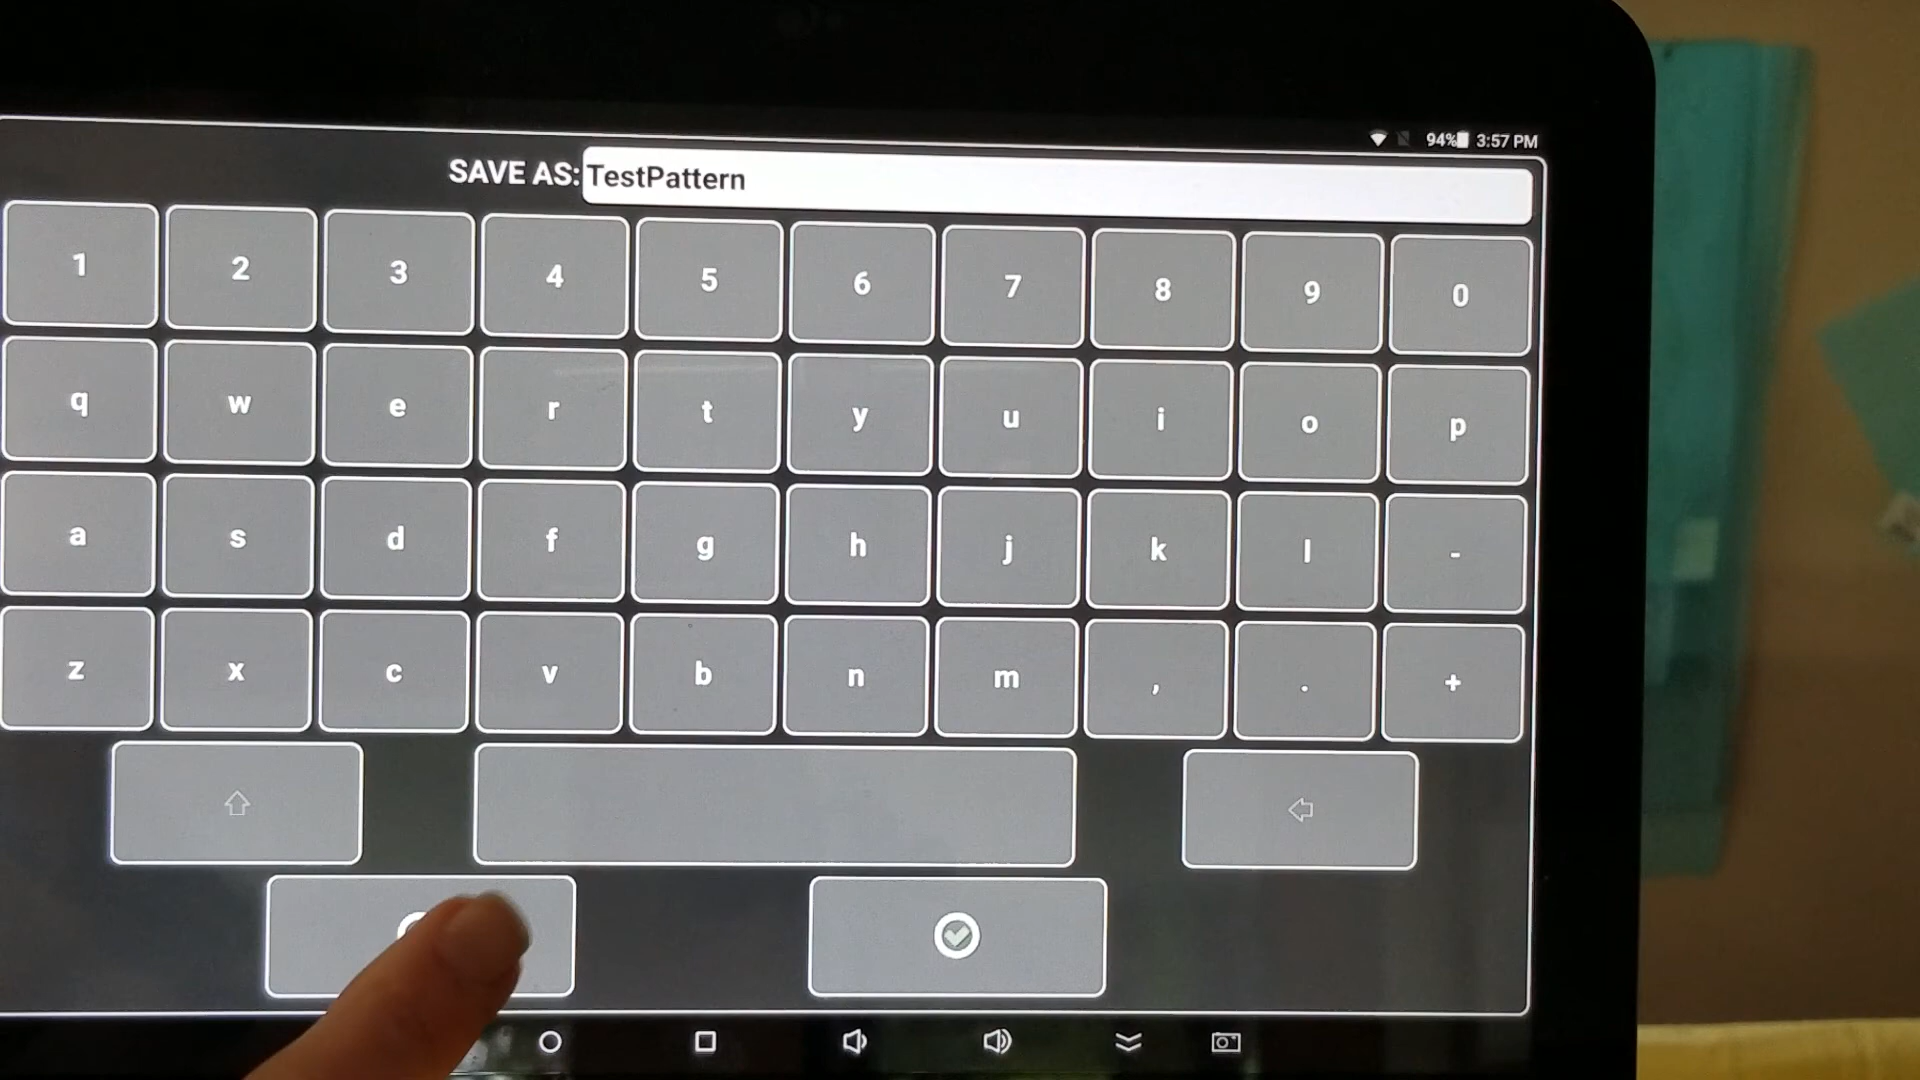 94% 3:57 PM
SAVE AS: TestPattern
1 2 3 4 5 6 7 8 9 0
q w e r t y u i o p
a s d f g h j k l -
z x c v b n m , . +